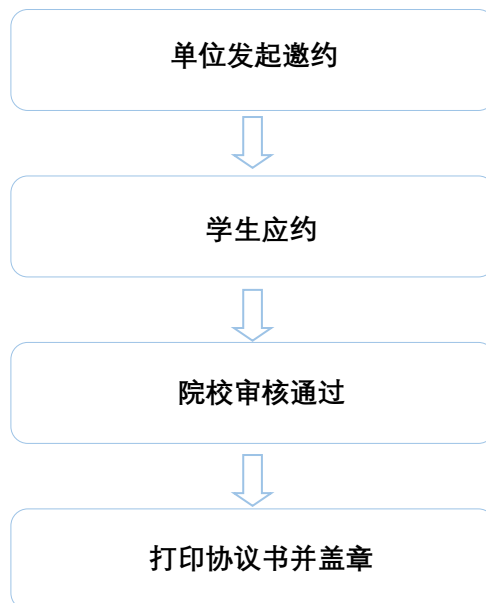 单位发起邀约
学生应约
院校审核通过
打印协议书并盖章